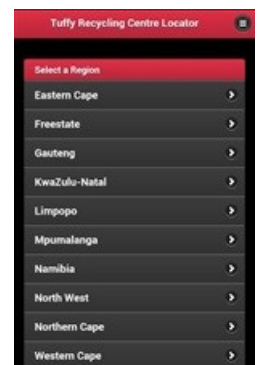 Tuffy Recycling Centre Locator
Select a Region
Eastern Cape
Freestate
Gauteng
KwaZulu-Natal
Limpopo
Mpumalanga
Namibia
North West
Northern Cape
Western Cape